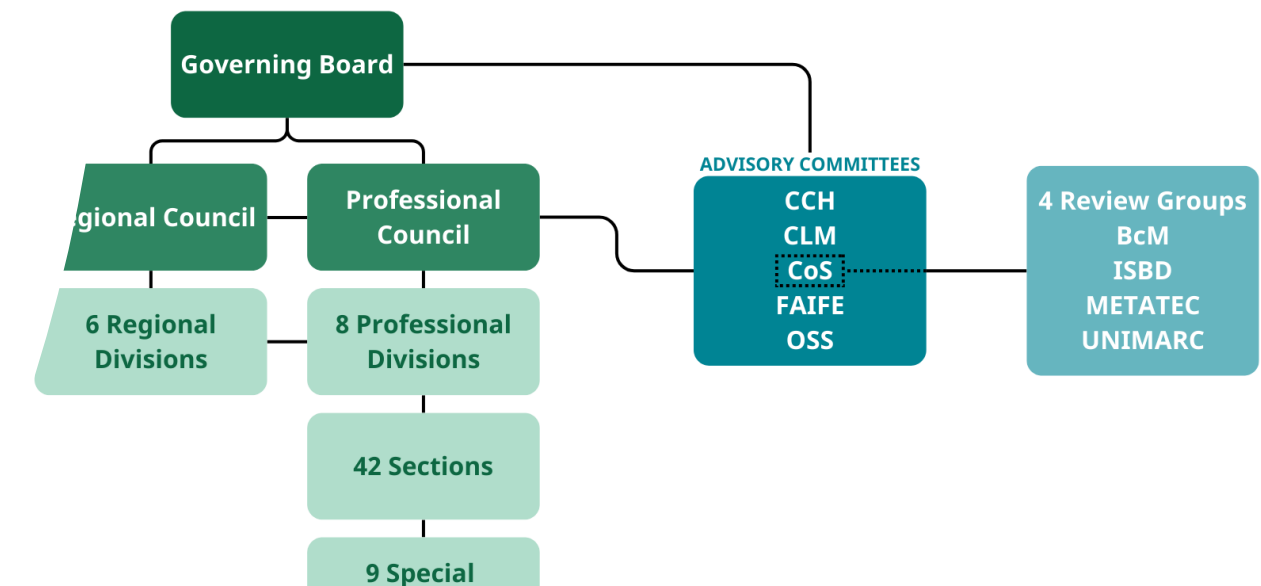 Governing Board
ADVISORY COMMITTEES
gional Council
Professional
Council
CCH
CLM
CoS
FAIFE
OSS
4 Review Groups
BcM
ISBD
METATEC
UNIMARC
6 Regional
Divisions
8 Professional
Divisions
42 Sections
9 Special